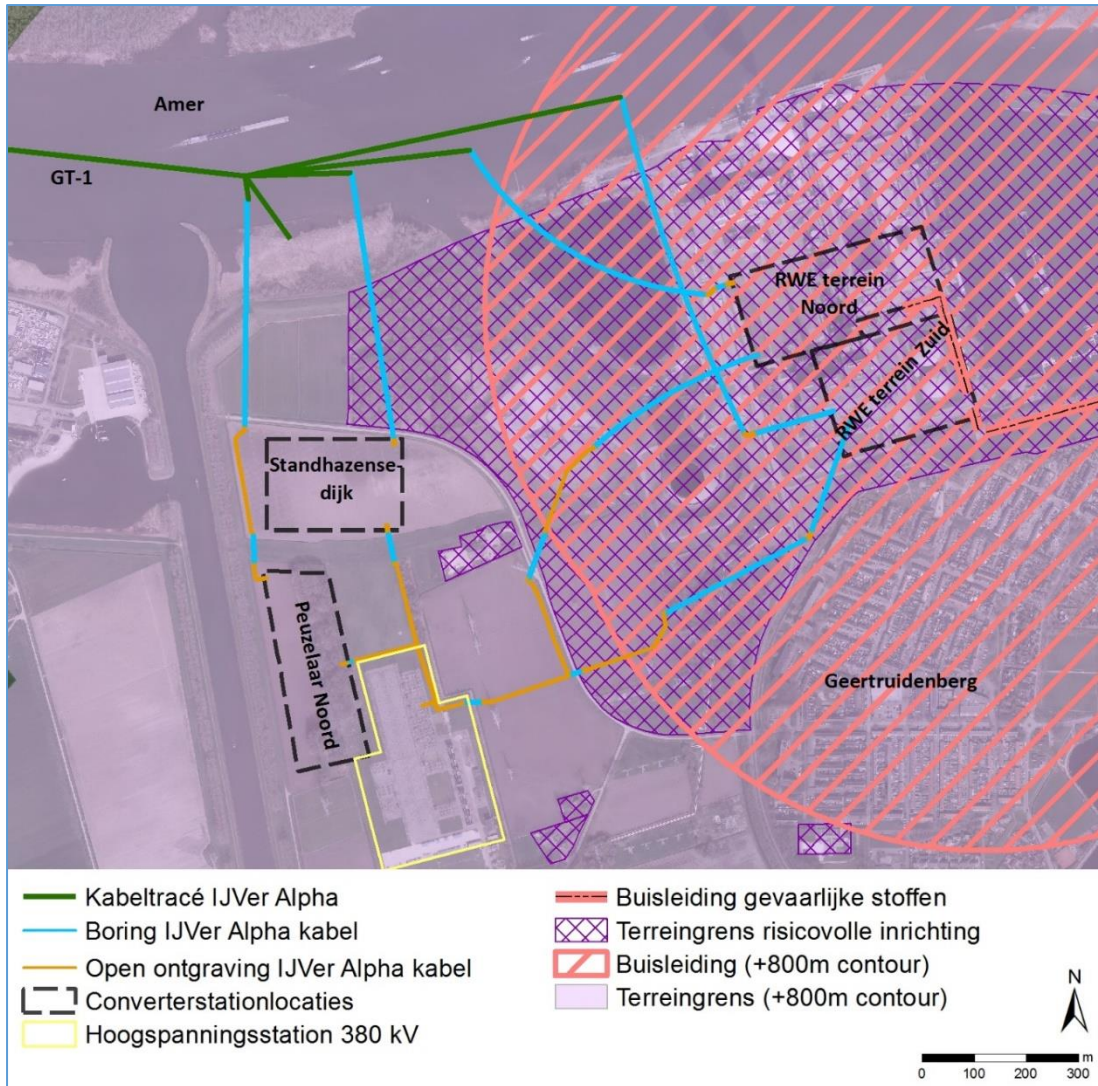 Amer
GT-1
RWE terrein
Noord
RWE terrein Zuid
Standhazense-
dijk
Peuzelaar Noord
Geertruidenberg
Kabeltracé IJVer Alpha
Boring IJVer Alpha kabel
Open ontgraving IJVer Alpha kabel
Converterstationlocaties
Hoogspanningsstation 380 kV
Buisleiding gevaarlijke stoffen
Terreingrens risicovolle inrichting
Buisleiding (+800m contour)
Terreingrens (+800m contour)
N
m
0 100 200 300